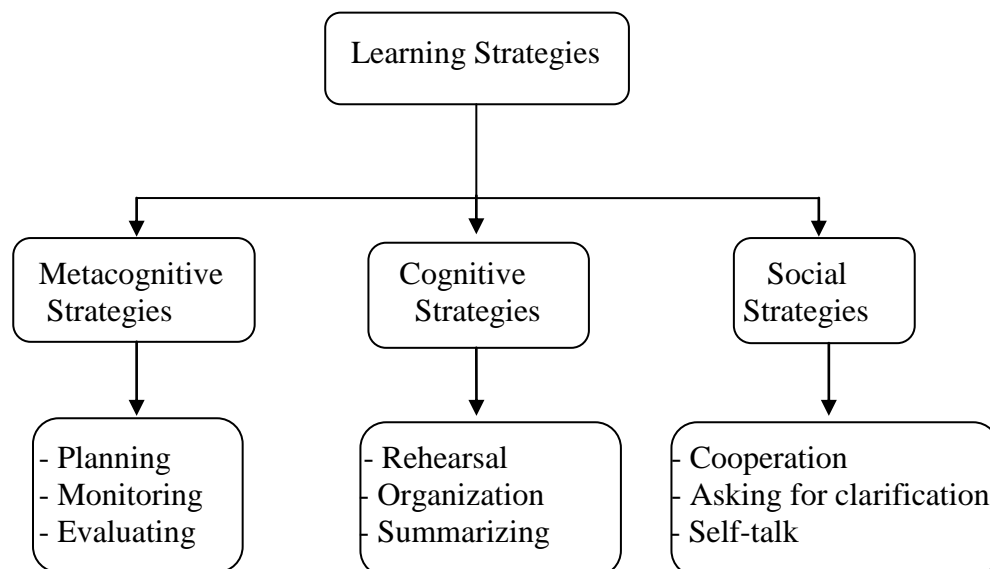 Learning Strategies
Metacognitive
Strategies
Cognitive
Strategies
Social
Strategies
- Planning
- Monitoring
- Evaluating
- Rehearsal
- Organization
- Summarizing
- Cooperation
- Asking for clarification
- Self-talk